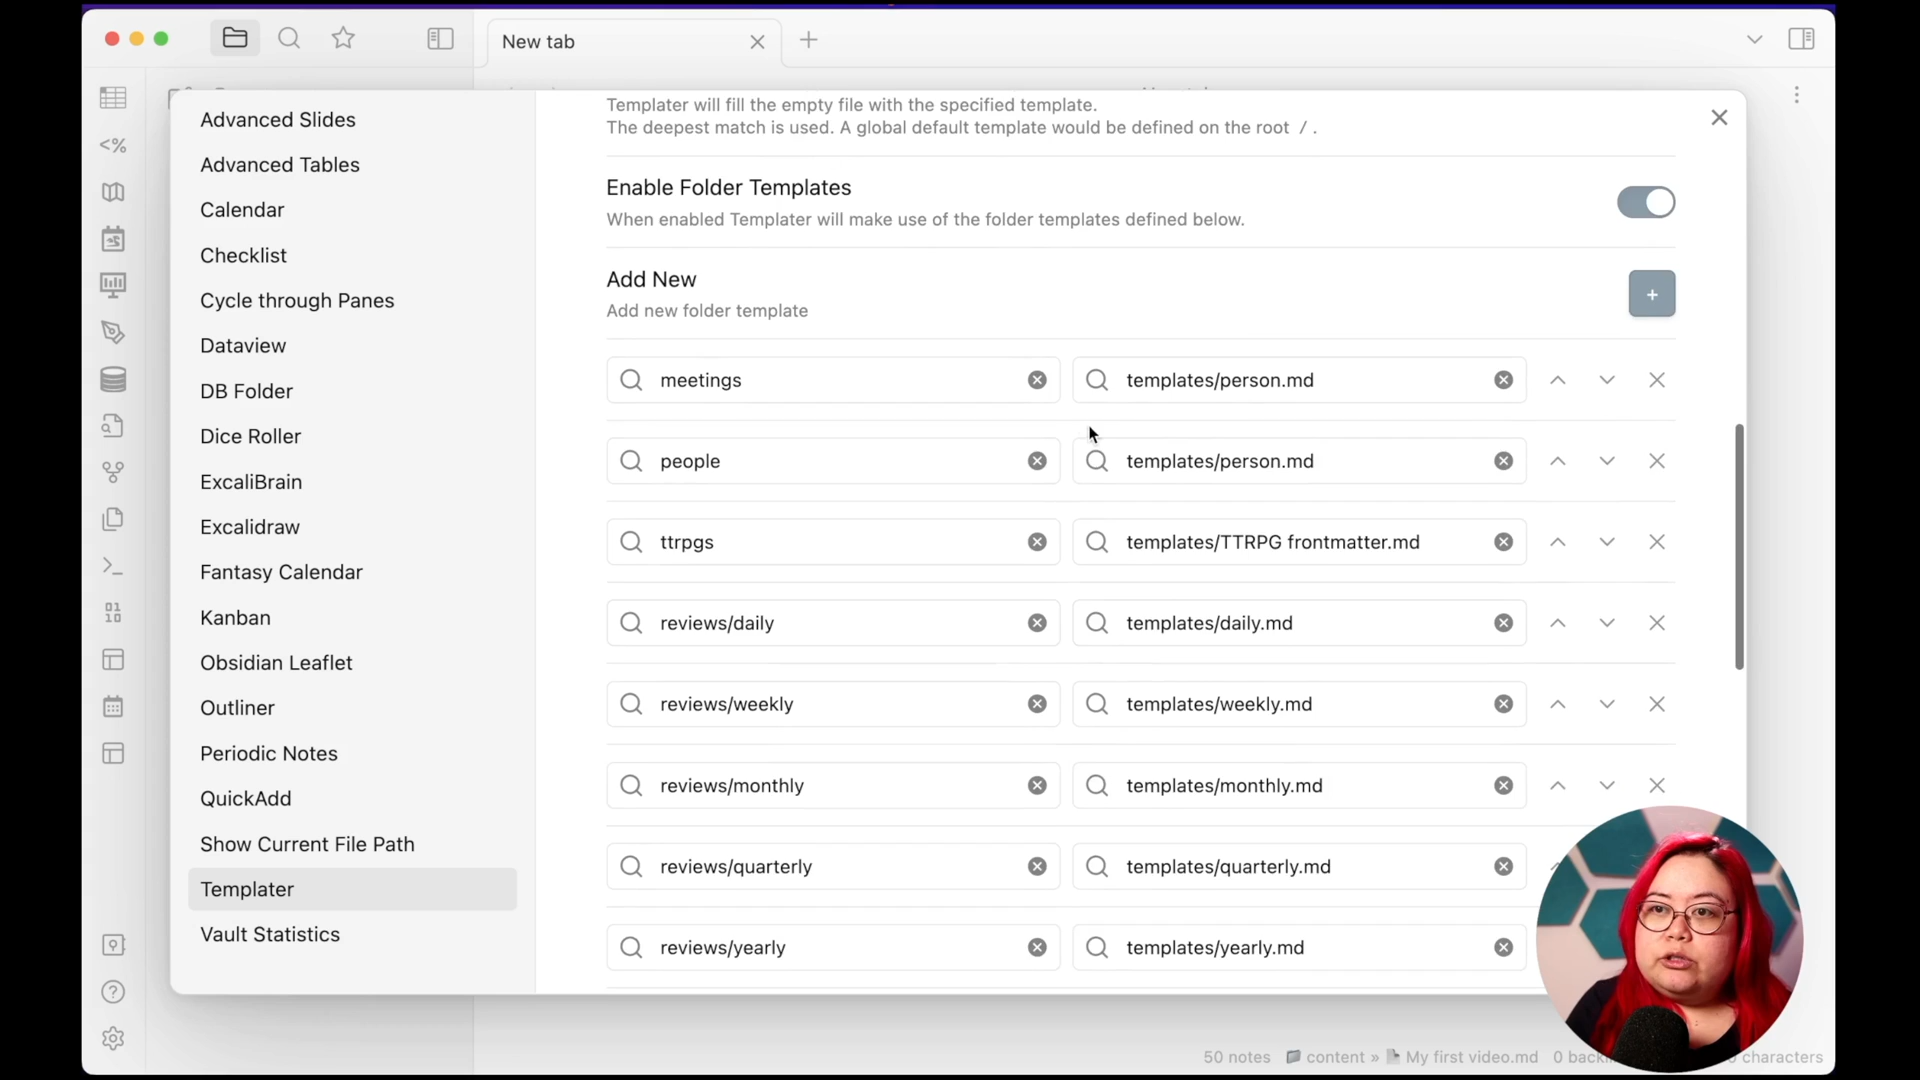 New tab
Advanced Slides
Advanced Tables
Calendar
Checklist
Cycle through Panes
Dataview
DB Folder
Dice Roller
ExcaliBrain
Excalidraw
Fantasy Calendar
Kanban
Obsidian Leaflet
Outliner
Periodic Notes
QuickAdd
Show Current File Path
Templater
Vault Statistics
Templater will fill the empty file with the specified template.
The deepest match is used. A global default template would be defined on the root / .
Enable Folder Templates
When enabled Templater will make use of the folder templates defined below.
Add New
Add new folder template
meetings templates/person.md
people templates/person.md
ttrpgs templates/TTRPG frontmatter.md
reviews/daily templates/daily.md
reviews/weekly templates/weekly.md
reviews/monthly templates/monthly.md
reviews/quarterly templates/quarterly.md
reviews/yearly templates/yearly.md
50 notes content » My first video.md 0 characters